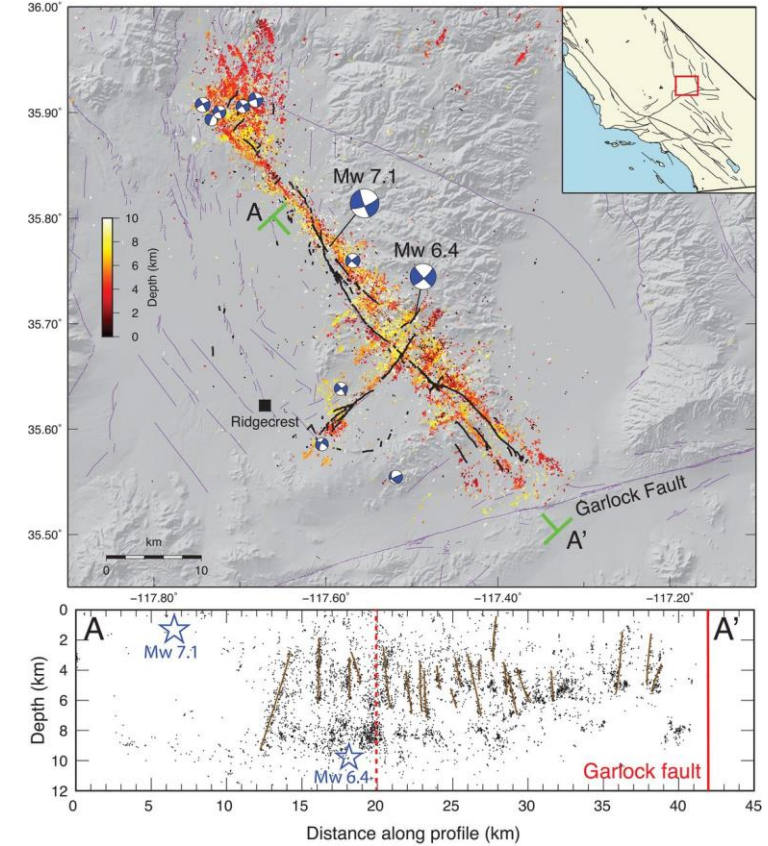 36.00°
35.90°
35.80°
35.70°
35.60°
35.50°
Mw 7.1
A
Mw 6.4
10
8
6
4
2
0
Depth (km)
Ridgecrest
Garlock Fault
A'
km
0 10
−117.80 −117.60 −117.40 −117.20
A A'
0
2
4
6
8
10
12
Depth (km)
Mw 7.1
Mw 6.4
Garlock fault
0 5 10 15 20 25 30 35 40 45
Distance along profile (km)